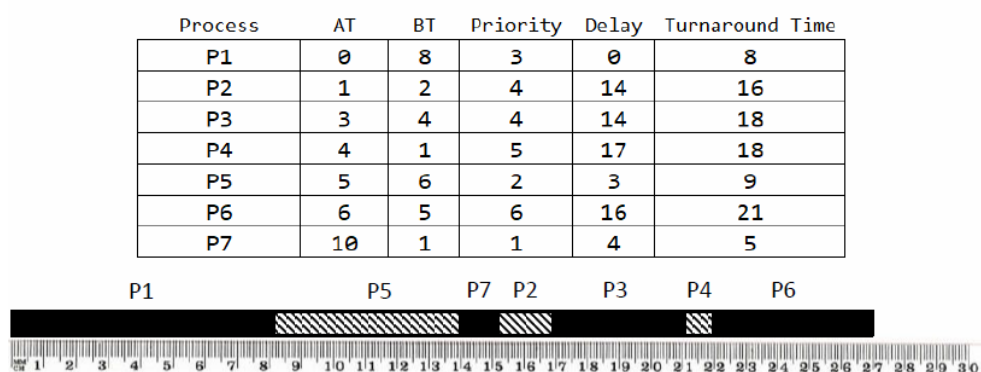 Process AT BT Priority Delay Turnaround Time
P1 0 8 3 0 8
P2 1 2 4 14 16
P3 3 4 4 14 18
P4 4 1 5 17 18
P5 5 6 2 3 9
P6 6 5 6 16 21
P7 10 1 1 4 5
P1 P5 P7 P2 P3 P4 P6
MM CM 1 2 3 4 5 6 7 8 9 10 11 12 13 14 15 16 17 18 19 20 21 22 23 24 25 26 27 28 29 30